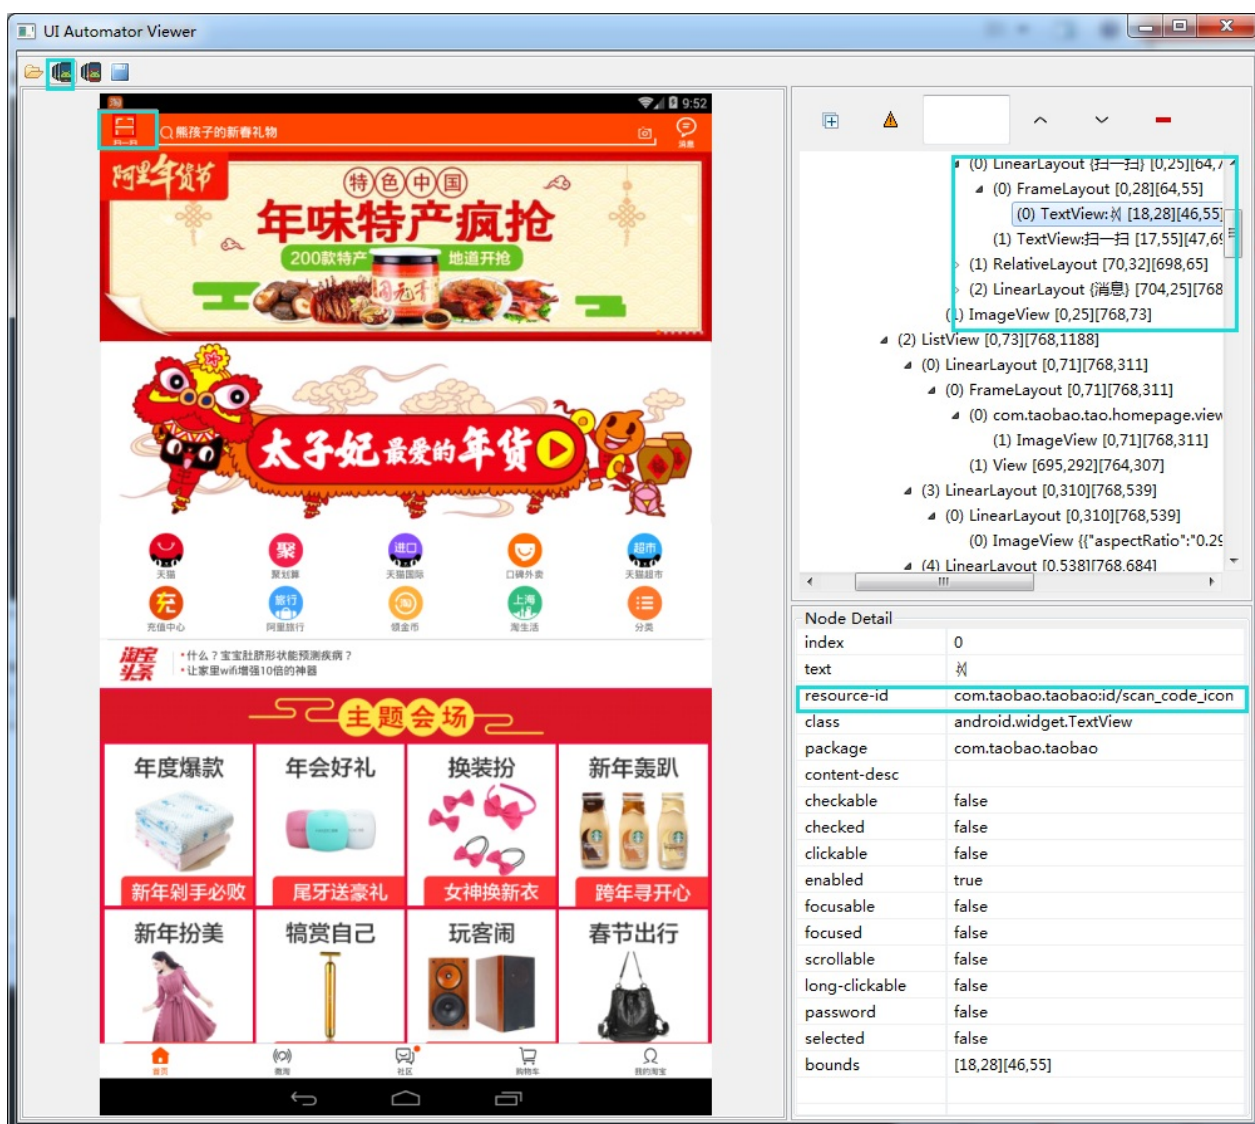 UI Automator Viewer
9:52
扫一扫
熊孩子的新春礼物
消息
阿里年货节
特色中国
年味特产疯抢
200款特产
地道开抢
太子妃最爱的年货
天猫
聚
聚划算
进口
天猫国际
口碑外卖
超市
天猫超市
充
充值中心
旅行
阿里旅行
淘
领金币
上海
淘生活
分类
淘宝头条
•什么？宝宝肚脐形状能预测疾病？
•让家里wifi增强10倍的神器
主题会场
年度爆款
年会好礼
换装扮
新年轰趴
新年剁手必败
尾牙送豪礼
女神换新衣
跨年寻开心
新年扮美
犒赏自己
玩客闹
春节出行
首页
微淘
社区
购物车
我的淘宝
(0) LinearLayout {扫一扫} [0,25][64,7
(0) FrameLayout [0,28][64,55]
(0) TextView: [18,28][46,55]
(1) TextView:扫一扫 [17,55][47,69
(1) RelativeLayout [70,32][698,65]
(2) LinearLayout {消息} [704,25][768
(1) ImageView [0,25][768,73]
(2) ListView [0,73][768,1188]
(0) LinearLayout [0,71][768,311]
(0) FrameLayout [0,71][768,311]
(0) com.taobao.tao.homepage.view
(1) ImageView [0,71][768,311]
(1) View [695,292][764,307]
(3) LinearLayout [0,310][768,539]
(0) LinearLayout [0,310][768,539]
(0) ImageView {{"aspectRatio":"0.29
(4) LinearLayout [0,538][768,684]
Node Detail
index 0
text
resource-id com.taobao.taobao:id/scan_code_icon
class android.widget.TextView
package com.taobao.taobao
content-desc
checkable false
checked false
clickable false
enabled true
focusable false
focused false
scrollable false
long-clickable false
password false
selected false
bounds [18,28][46,55]